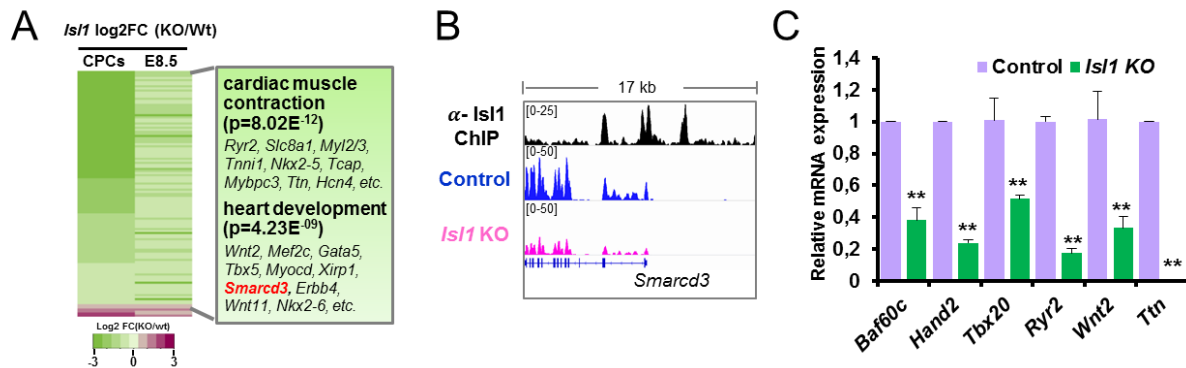 A
Isl1 log2FC (KO/Wt)
CPCs E8.5
cardiac muscle
contraction
(p=8.02E-12)
Ryr2, Slc8a1, Myl2/3,
Tnni1, Nkx2-5, Tcap,
Mybpc3, Ttn, Hcn4, etc.
heart development
(p=4.23E-09)
Wnt2, Mef2c, Gata5,
Tbx5, Myocd, Xirp1,
Smarcd3, Erbb4,
Wnt11, Nkx2-6, etc.
Log2 FC(KO/wt)
-3 0 3
B
17 kb
α- Isl1
ChIP
[0-25]
Control
[0-50]
Isl1 KO
[0-50]
Smarcd3
C
Control Isl1 KO
Relative mRNA expression
1,4
1,2
1
0,8
0,6
0,4
0,2
0
** ** ** ** ** **
Baf60c Hand2 Tbx20 Ryr2 Wnt2 Ttn